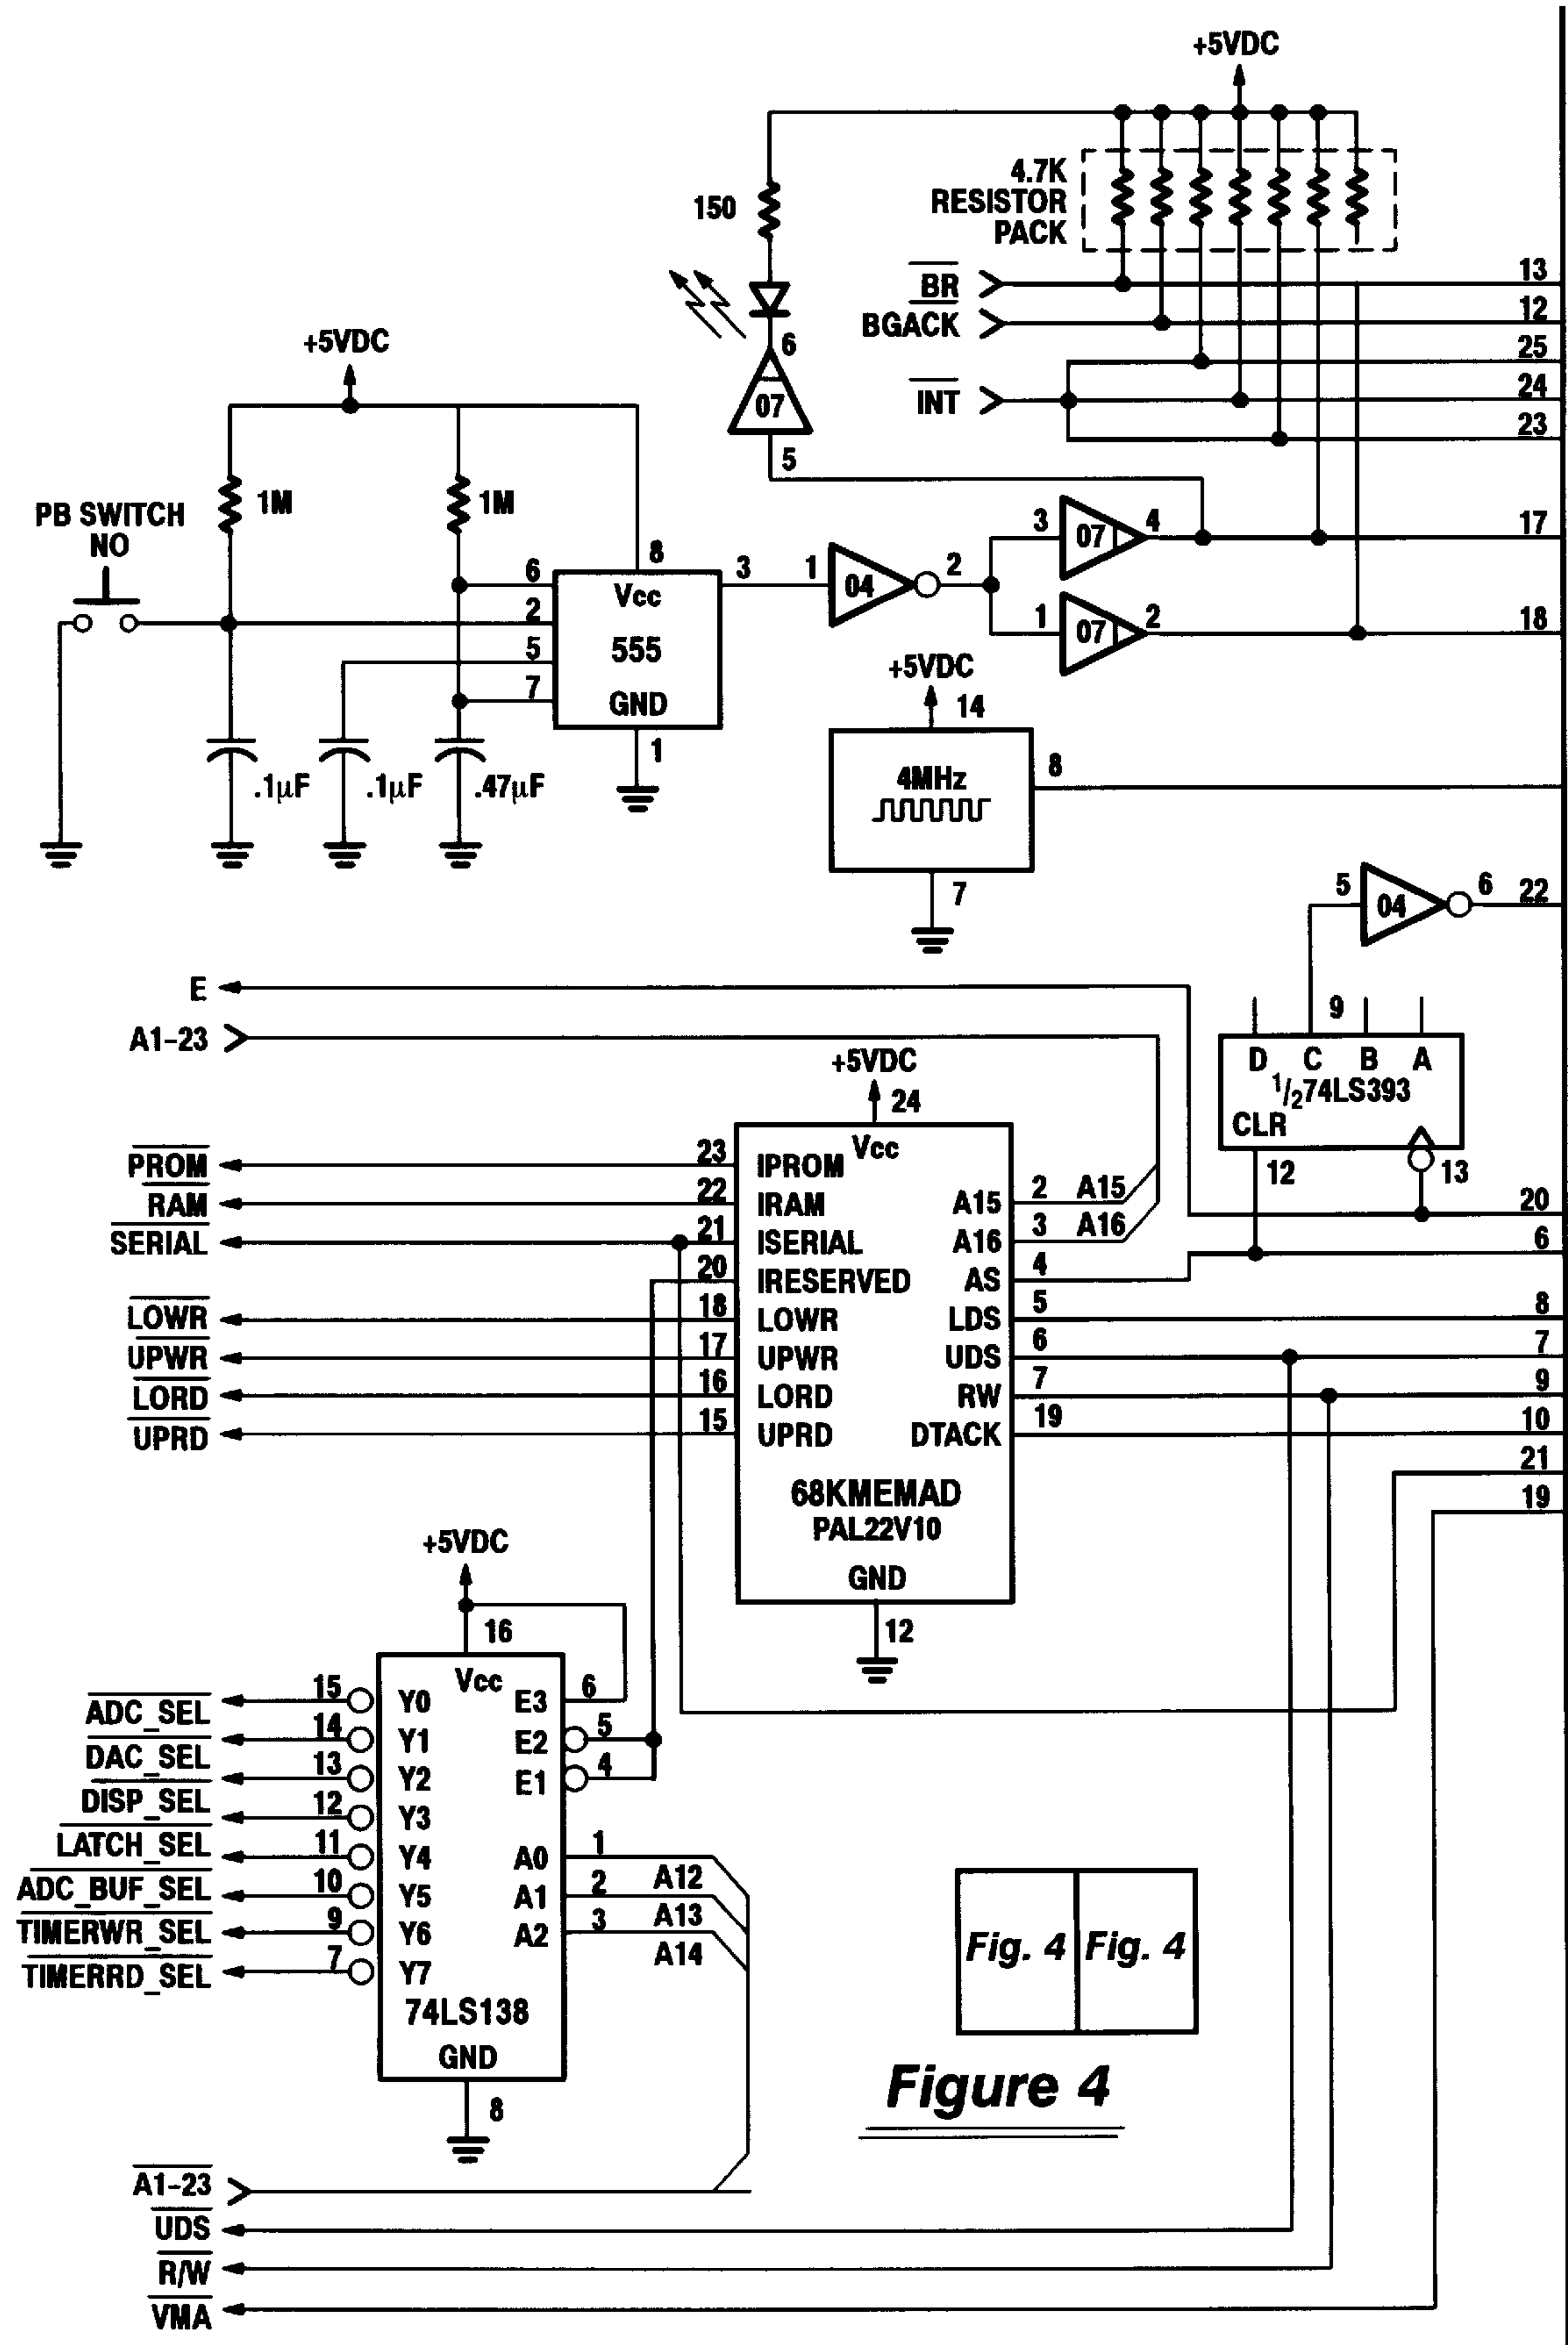 +5VDC
4.7K
RESISTOR
PACK
150
BR
13
BGACK
12
25
INT
24
23
6
07
5
+5VDC
1M
1M
PB SWITCH
NO
8
6
2
5
7
Vcc
555
GND
3
1
.1µF
.1µF
.47µF
1
04
2
3
07
4
17
1
07
2
18
+5VDC
14
4MHz
8
7
5
04
6
22
9
D C B A
1/2 74LS393
CLR
12
13
E
A1-23
+5VDC
24
Vcc
PROM
23
IPROM
RAM
22
IRAM
SERIAL
21
ISERIAL
20
IRESERVED
LOWR
18
LOWR
UPWR
17
UPWR
LORD
16
LORD
UPRD
15
UPRD
A15
2
A15
A16
3
A16
20
AS
4
6
LDS
5
8
UDS
6
7
RW
7
9
DTACK
19
10
21
19
68KMEMAD
PAL22V10
GND
12
+5VDC
16
Vcc
ADC_SEL
15
Y0
DAC_SEL
14
Y1
DISP_SEL
13
Y2
LATCH_SEL
12
Y3
ADC_BUF_SEL
11
Y4
TIMERWR_SEL
10
Y5
TIMERRD_SEL
9
Y6
7
Y7
E3
6
E2
5
E1
4
A0
1
A12
A1
2
A13
A2
3
A14
74LS138
GND
8
Fig. 4
Fig. 4
Figure 4
A1-23
UDS
R/W
VMA